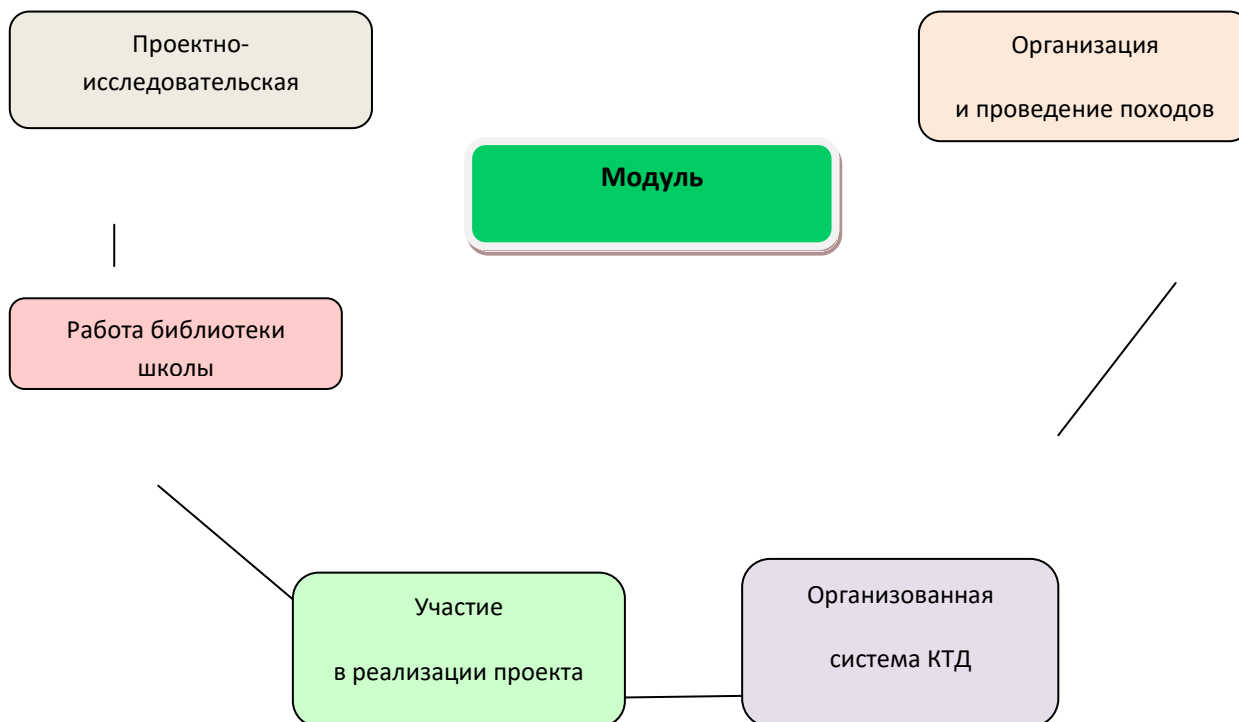 Проектно-
исследовательская
Организация
и проведение походов
Модуль
Работа библиотеки
школы
Участие
в реализации проекта
Организованная
система КТД